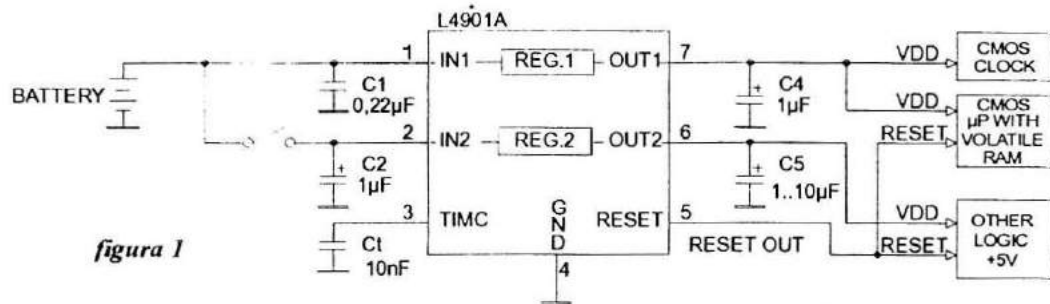 L4901A
1
IN1
REG.1
OUT1
7
VDD
CMOS
CLOCK
BATTERY
C1
0,22µF
C4
1µF
VDD
CMOS
µP WITH
VOLATILE
RAM
RESET
2
IN2
REG.2
OUT2
6
C2
1µF
C5
1..10µF
3
TIMC
GND
RESET
5
RESET OUT
VDD
RESET
OTHER
LOGIC
+5V
figura 1
Ct
10nF
4